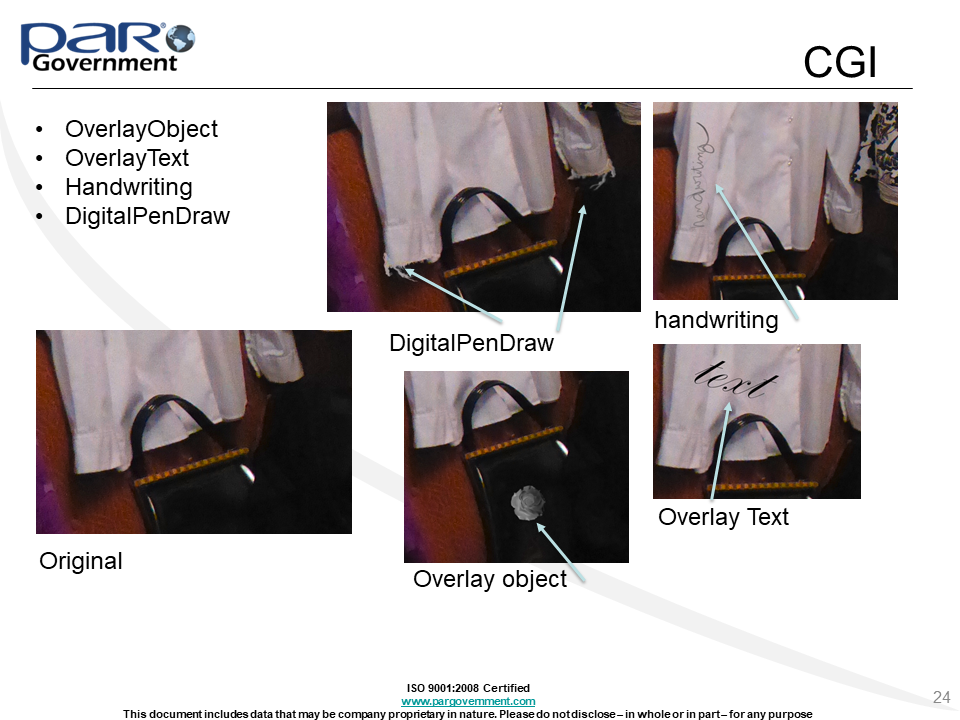 PAR® Government
CGI
• OverlayObject
• OverlayText
• Handwriting
• DigitalPenDraw
handwriting
DigitalPenDraw
handwriting
text
Overlay Text
Original
Overlay object
ISO 9001:2008 Certified
www.pargovernment.com
This document includes data that may be company proprietary in nature. Please do not disclose – in whole or in part – for any purpose
24